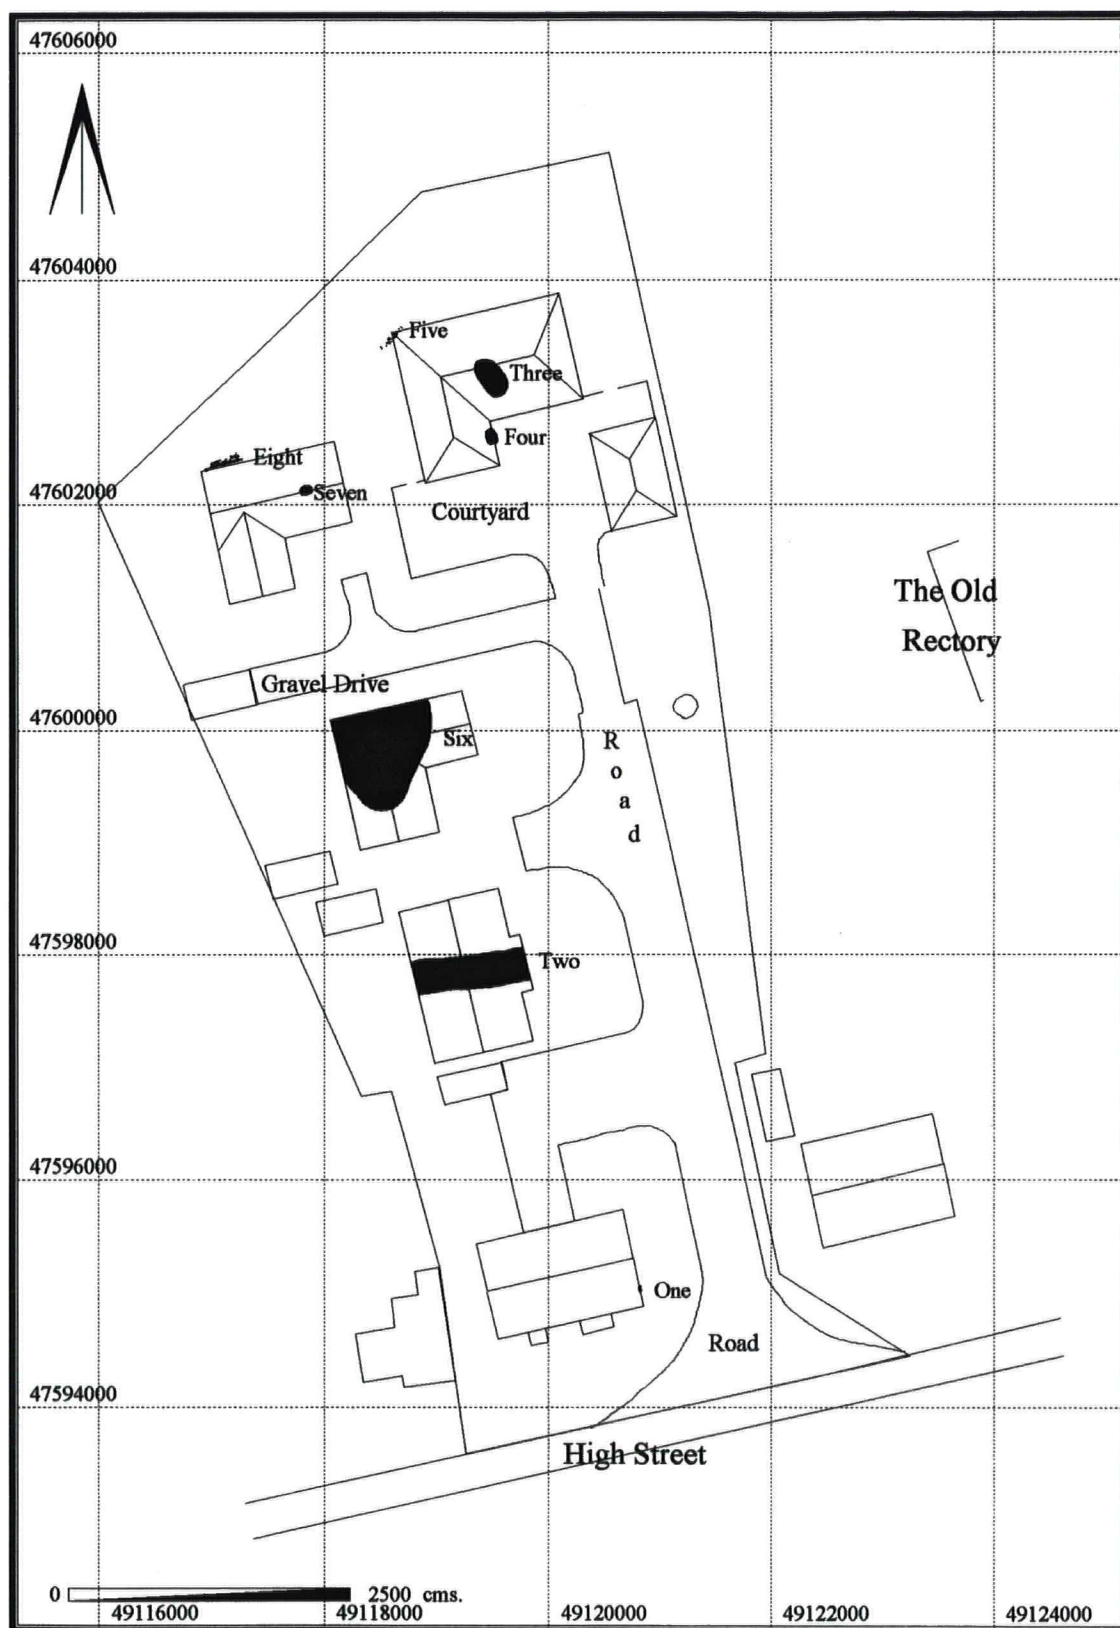 47606000
47604000
Five
Three
Four
Eight
Seven
47602000
Courtyard
The Old
Rectory
Gravel Drive
47600000
Six
R
o
a
d
47598000
Two
47596000
One
Road
47594000
High Street
0 2500 cms.
49116000 49118000 49120000 49122000 49124000